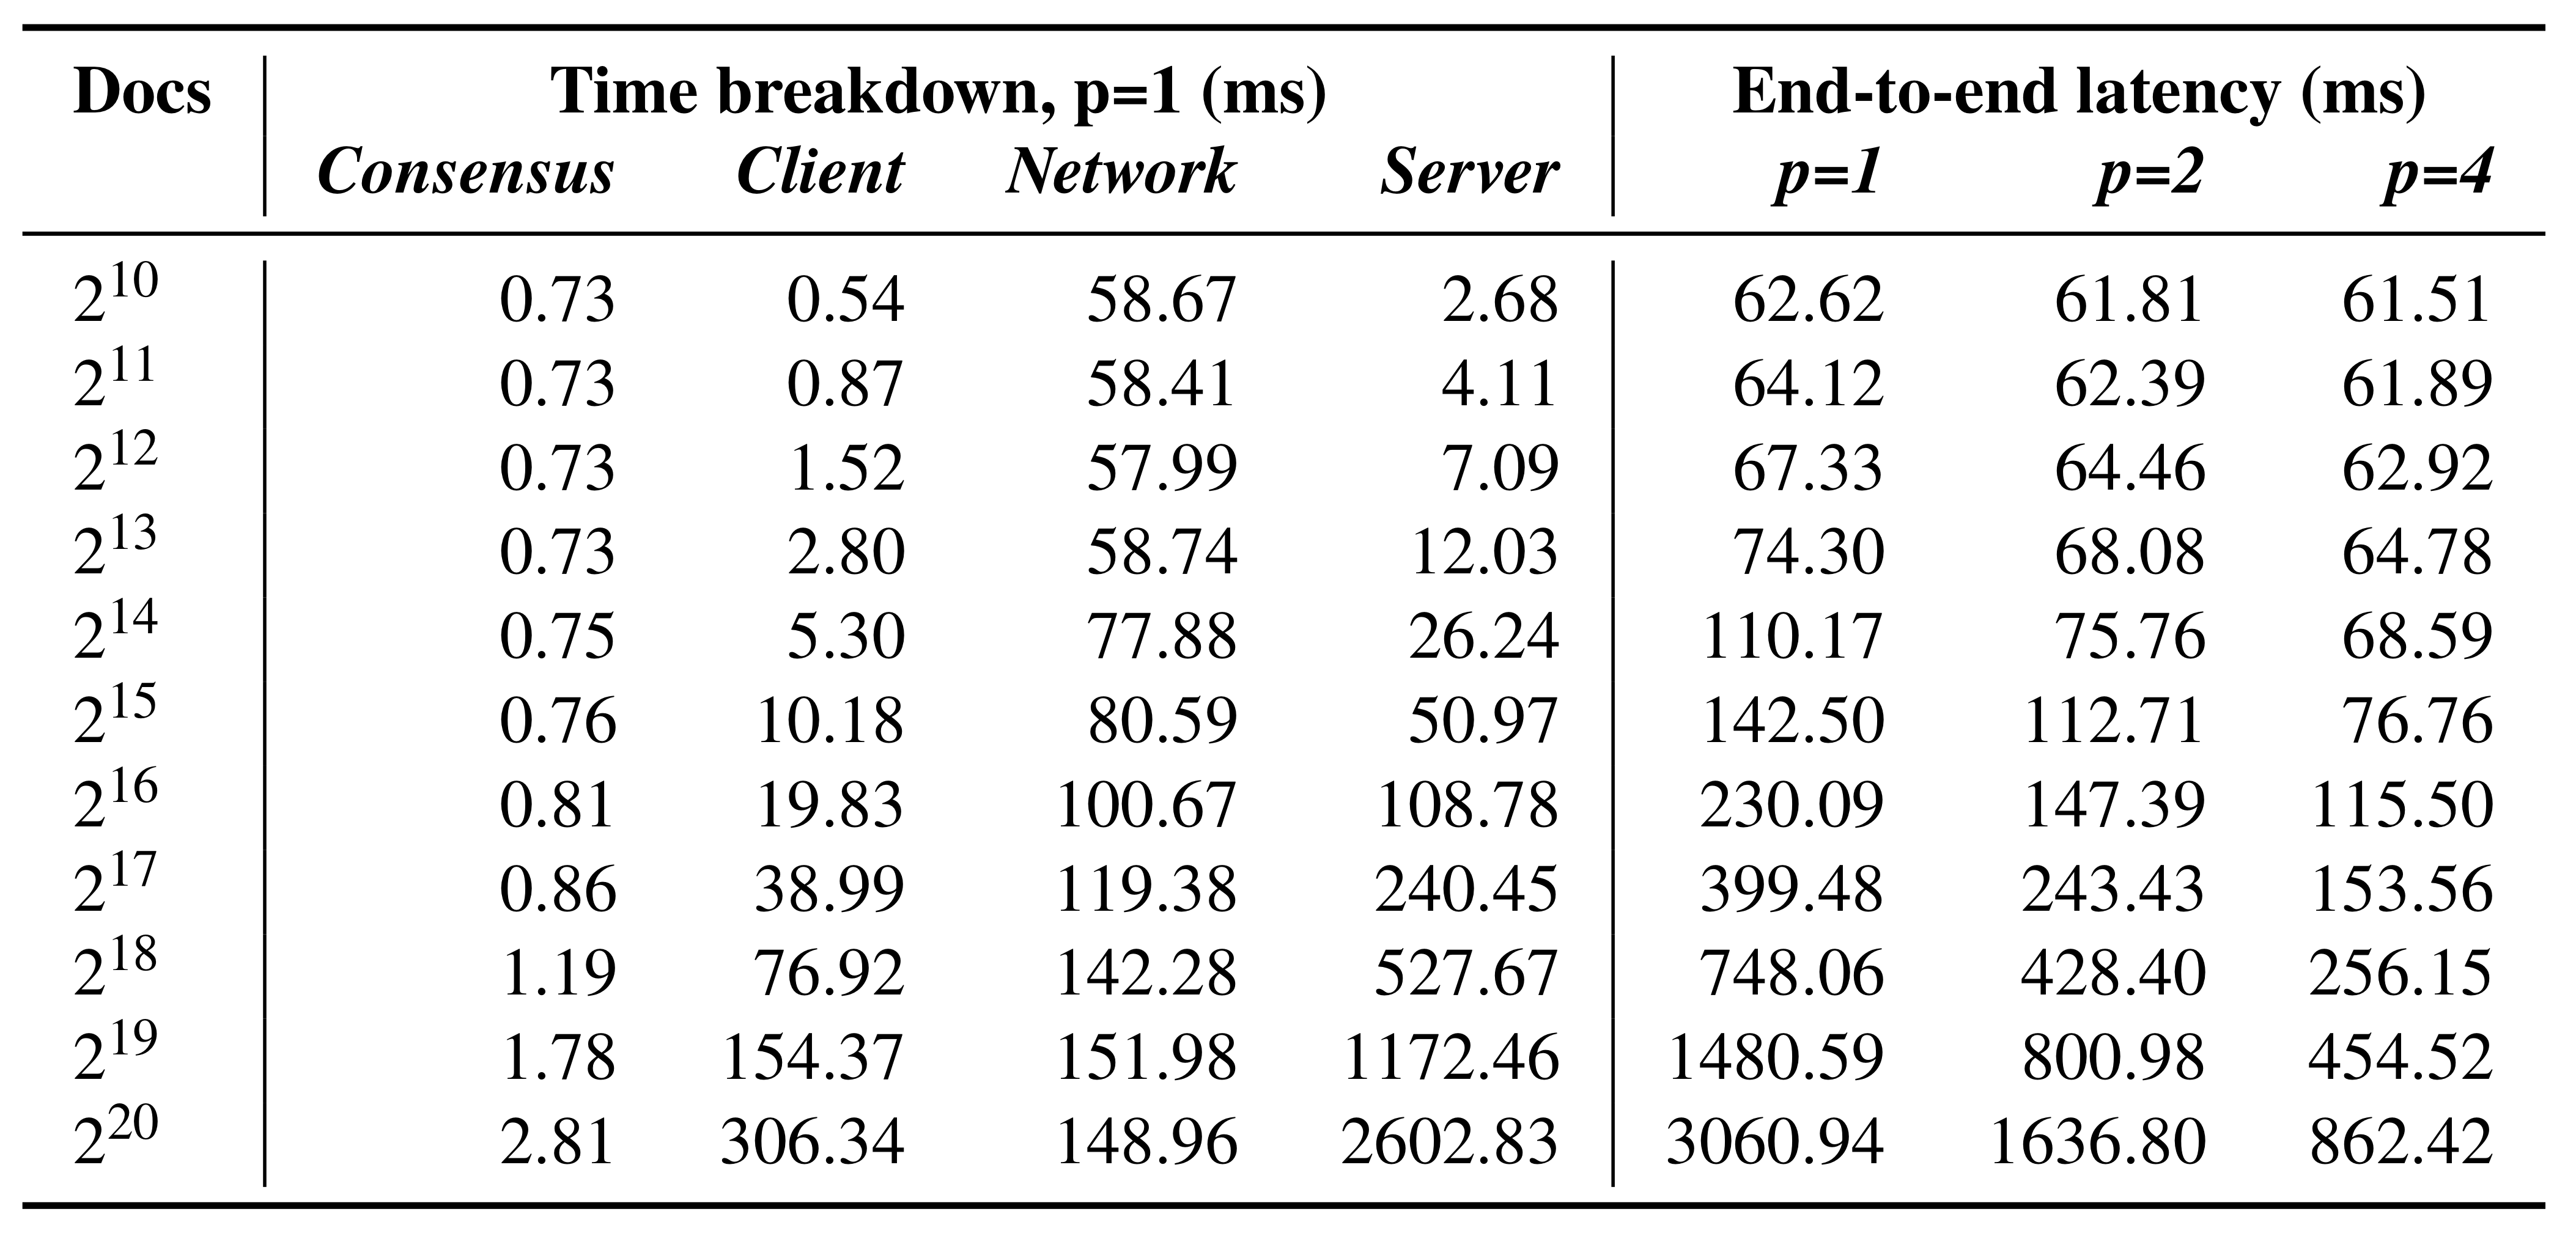 Docs Time breakdown, p=1 (ms) End-to-end latency (ms)
Consensus Client Network Server p=1 p=2 p=4
2^10 0.73 0.54 58.67 2.68 62.62 61.81 61.51
2^11 0.73 0.87 58.41 4.11 64.12 62.39 61.89
2^12 0.73 1.52 57.99 7.09 67.33 64.46 62.92
2^13 0.73 2.80 58.74 12.03 74.30 68.08 64.78
2^14 0.75 5.30 77.88 26.24 110.17 75.76 68.59
2^15 0.76 10.18 80.59 50.97 142.50 112.71 76.76
2^16 0.81 19.83 100.67 108.78 230.09 147.39 115.50
2^17 0.86 38.99 119.38 240.45 399.48 243.43 153.56
2^18 1.19 76.92 142.28 527.67 748.06 428.40 256.15
2^19 1.78 154.37 151.98 1172.46 1480.59 800.98 454.52
2^20 2.81 306.34 148.96 2602.83 3060.94 1636.80 862.42